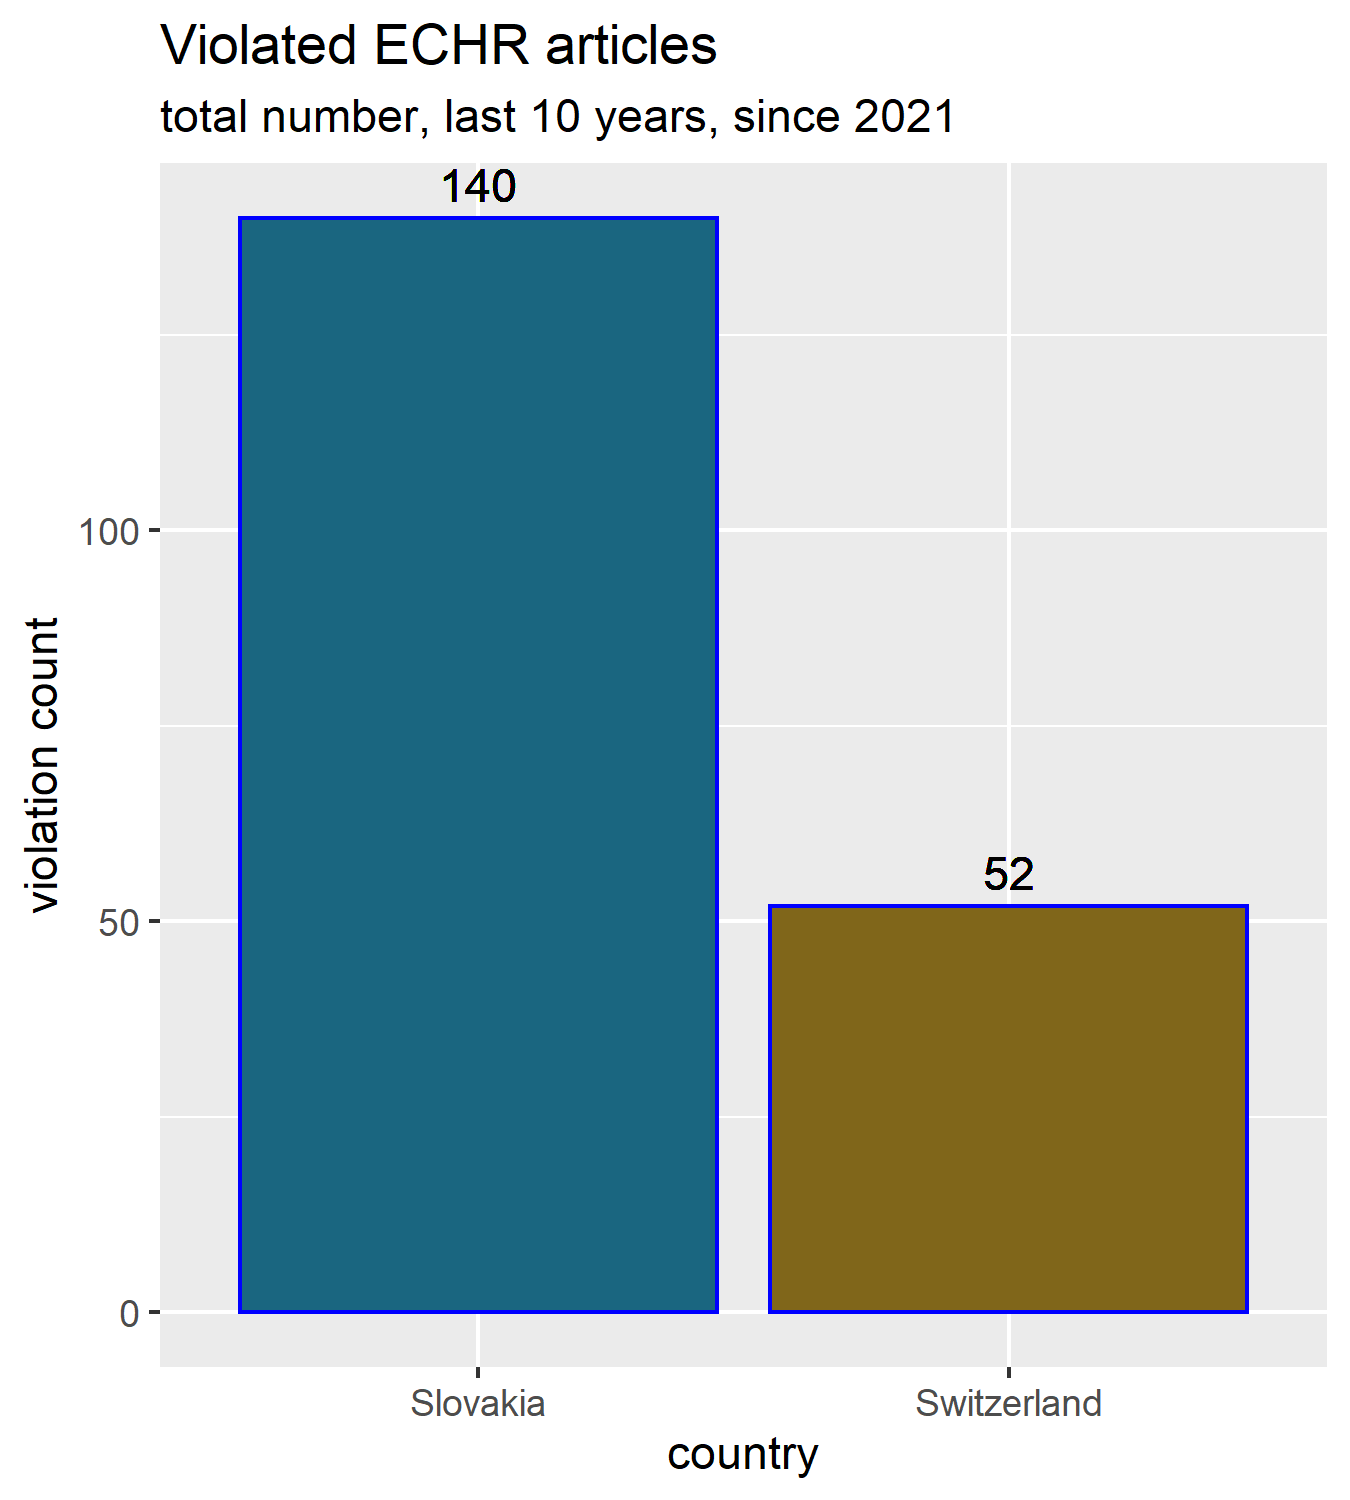 Violated ECHR articles
total number, last 10 years, since 2021
140
100
52
50
0
violation count
Slovakia
Switzerland
country